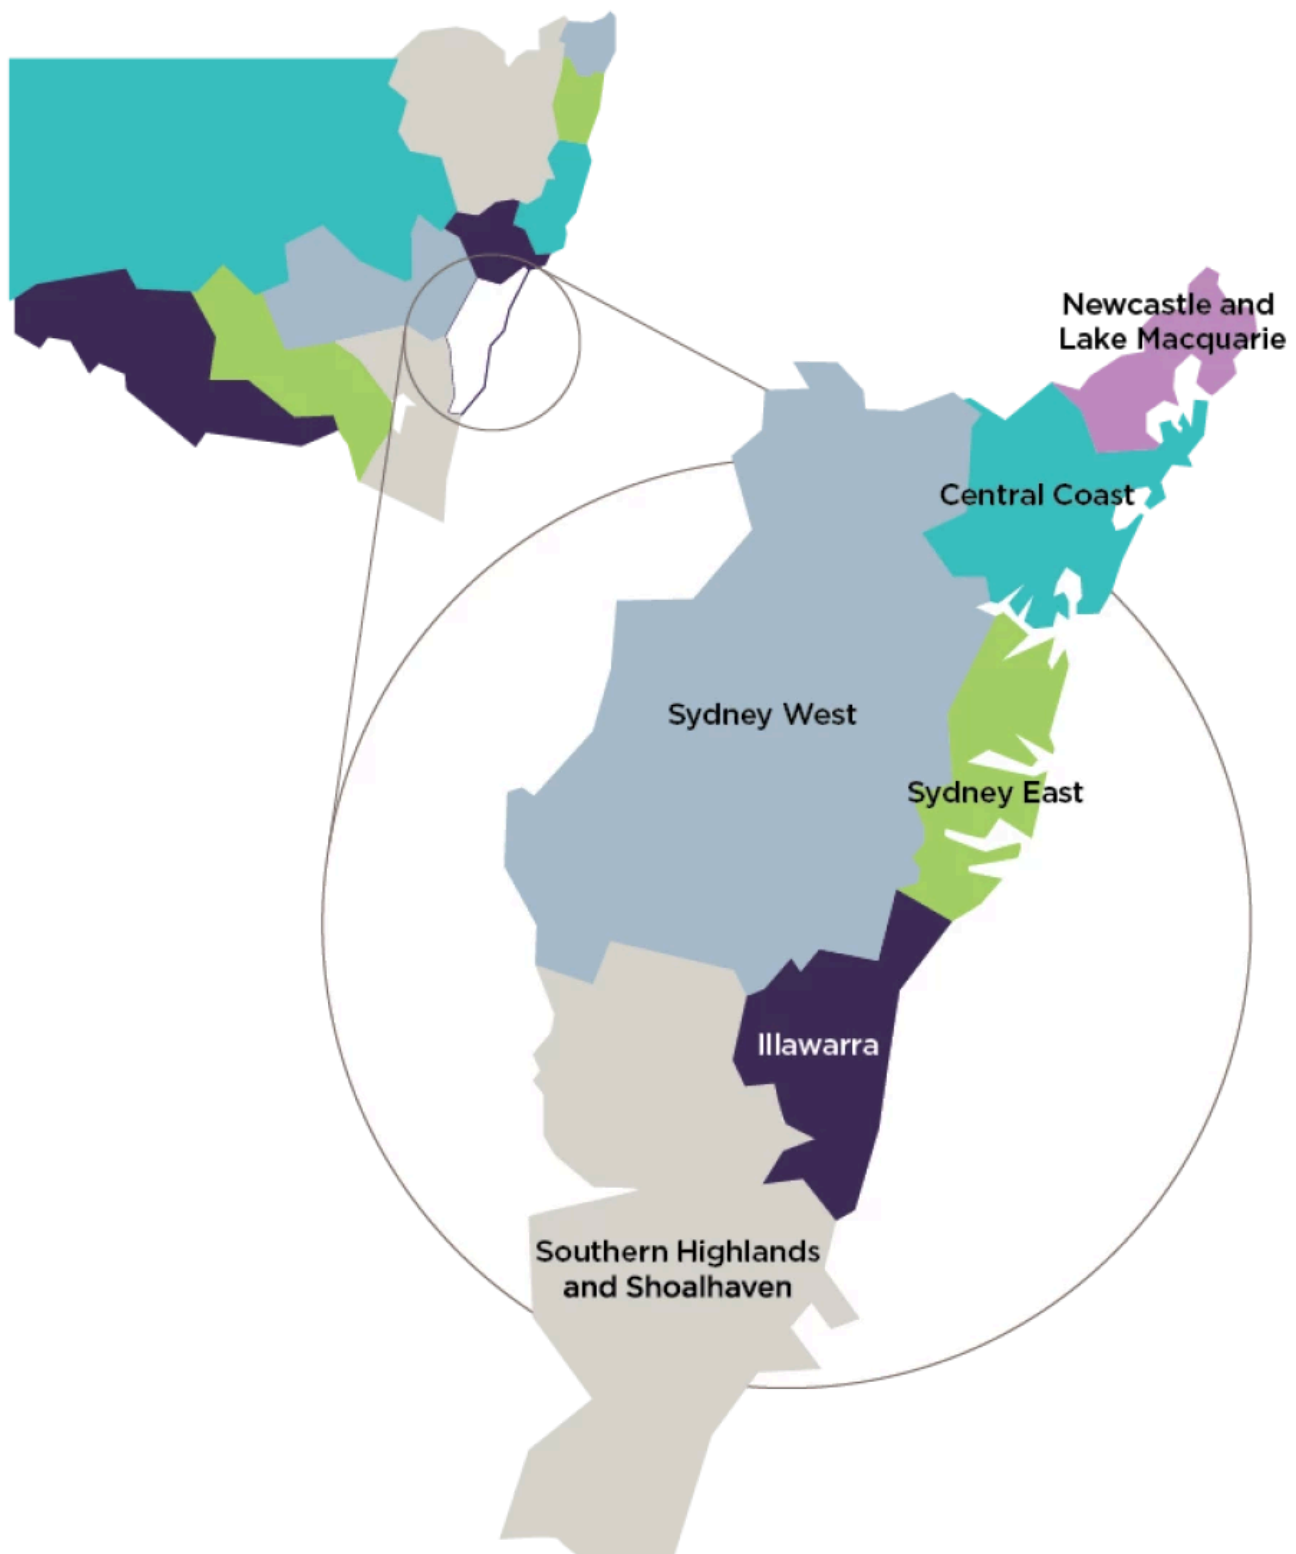 Newcastle and
Lake Macquarie
Central Coast
Sydney West
Sydney East
Illawarra
Southern Highlands
and Shoalhaven